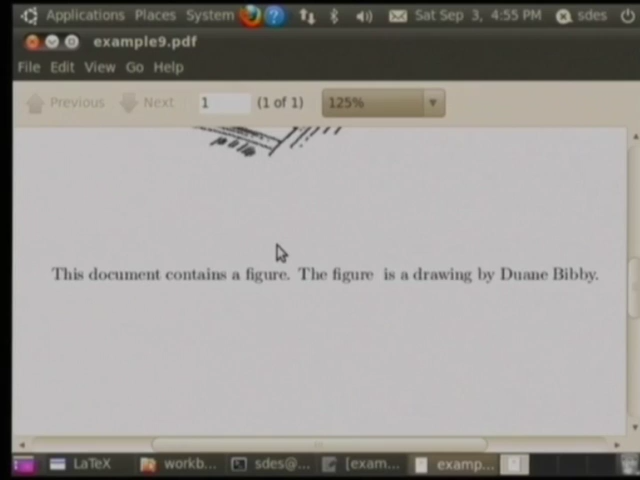 Applications Places System Sat Sep 3, 4:55 PM sdes
example9.pdf
File Edit View Go Help
Previous Next 1 (1 of 1) 125%
This document contains a figure. The figure is a drawing by Duane Bibby.
LaTeX workb... sdes@... [exam... examp...